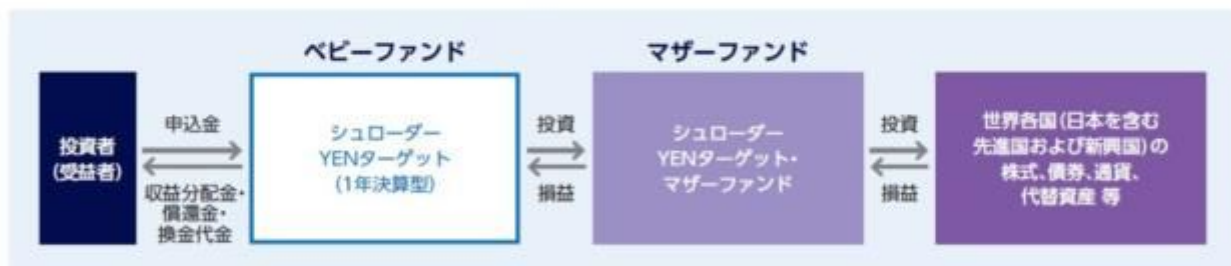 ベビーファンド
マザーファンド
投資者
(受益者)
申込金
収益分配金・
償還金・
換金代金
シュローダー
YENターゲット
(1年決算型)
投資
損益
シュローダー
YENターゲット・
マザーファンド
投資
損益
世界各国(日本を含む
先進国および新興国)の
株式、債券、通貨、
代替資産 等